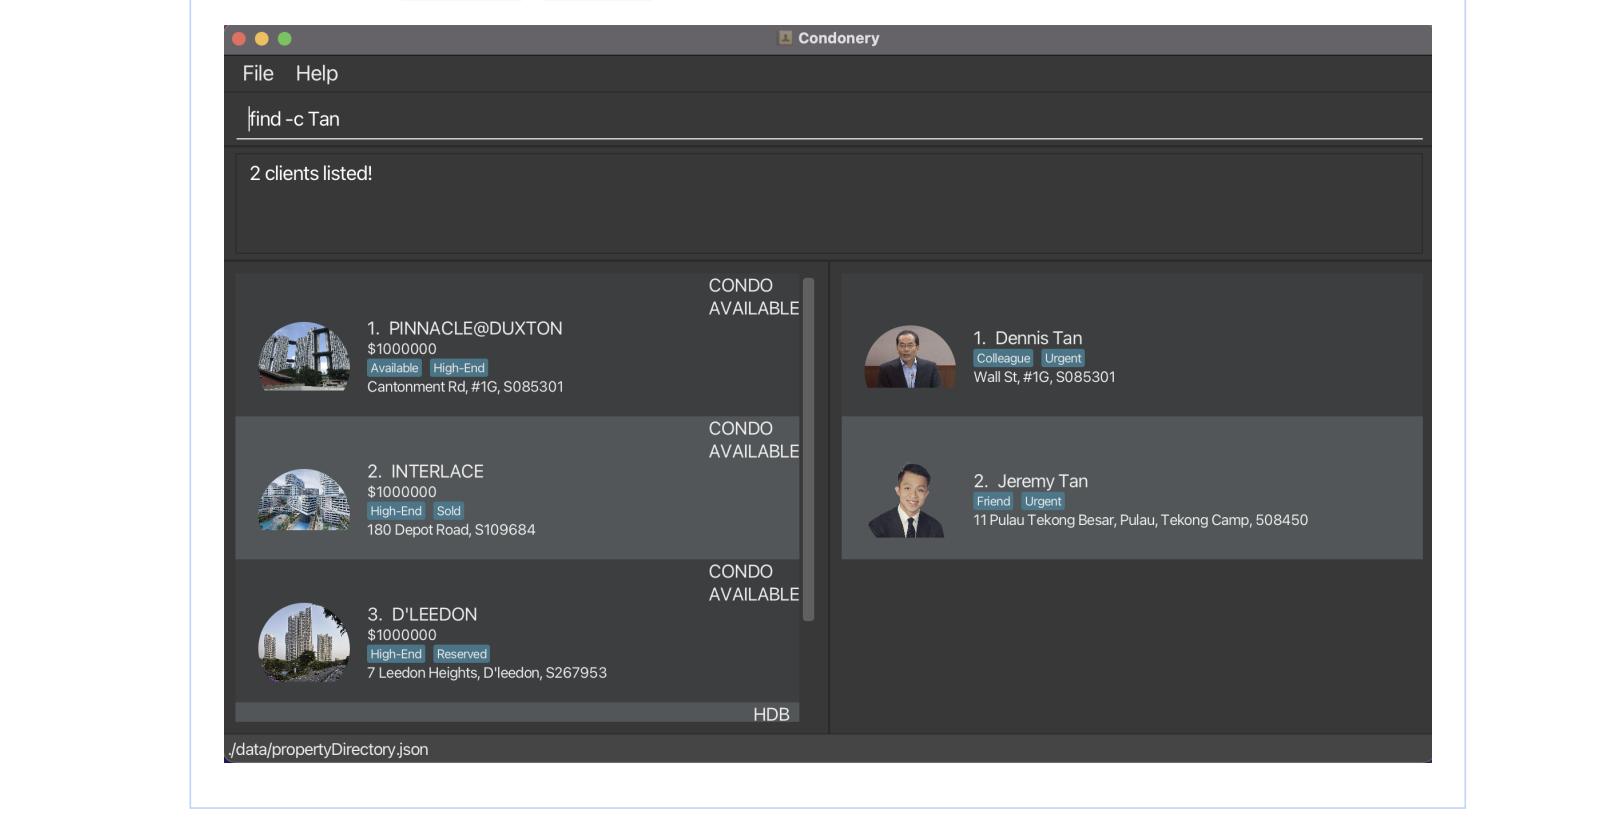 Condonery
File Help
find -c Tan
2 clients listed!
CONDO
AVAILABLE
1. PINNACLE@DUXTON
$1000000
Available High-End
Cantonment Rd, #1G, S085301
CONDO
AVAILABLE
2. INTERLACE
$1000000
High-End Sold
180 Depot Road, S109684
CONDO
AVAILABLE
3. D'LEEDON
$1000000
High-End Reserved
7 Leedon Heights, D'leedon, S267953
HDB
1. Dennis Tan
Colleague Urgent
Wall St, #1G, S085301
2. Jeremy Tan
Friend Urgent
11 Pulau Tekong Besar, Pulau, Tekong Camp, 508450
./data/propertyDirectory.json